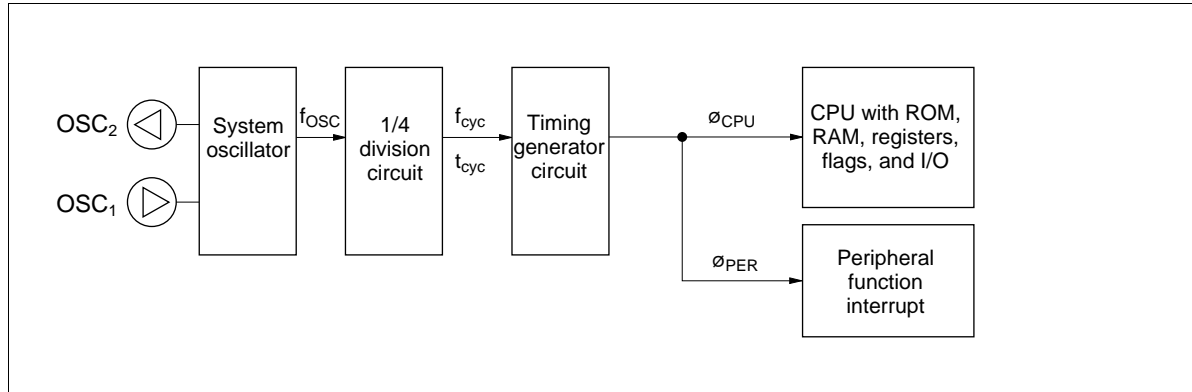 OSC₂
OSC₁
System
oscillator
fOSC
1/4
division
circuit
fcyc
tcyc
Timing
generator
circuit
øCPU
CPU with ROM,
RAM, registers,
flags, and I/O
øPER
Peripheral
function
interrupt